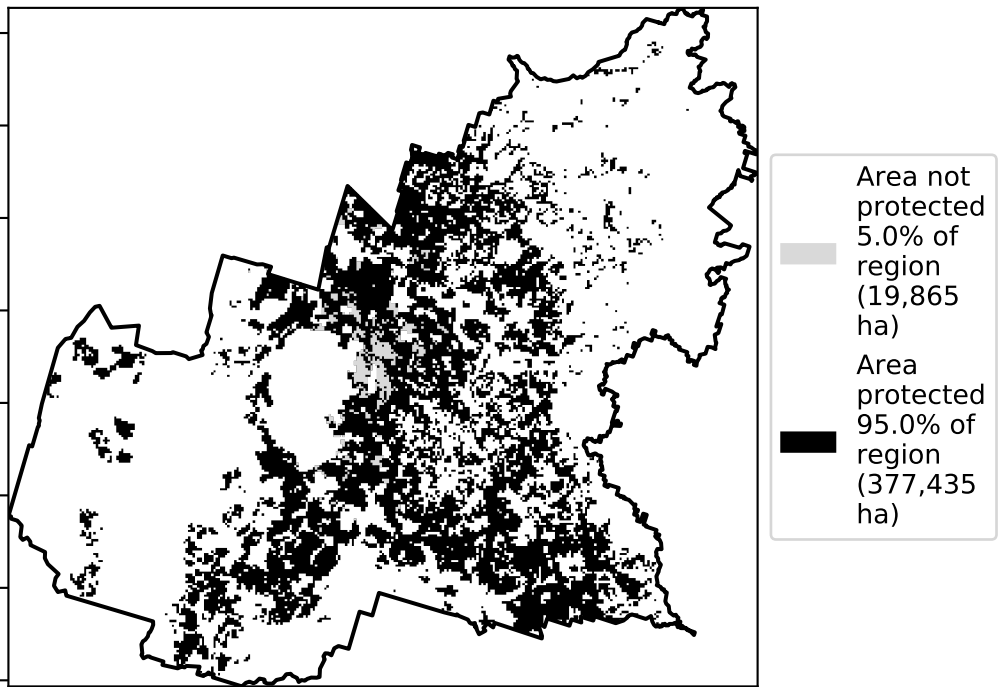 Area not
protected
5.0% of
region
(19,865
ha)
Area
protected
95.0% of
region
(377,435
ha)